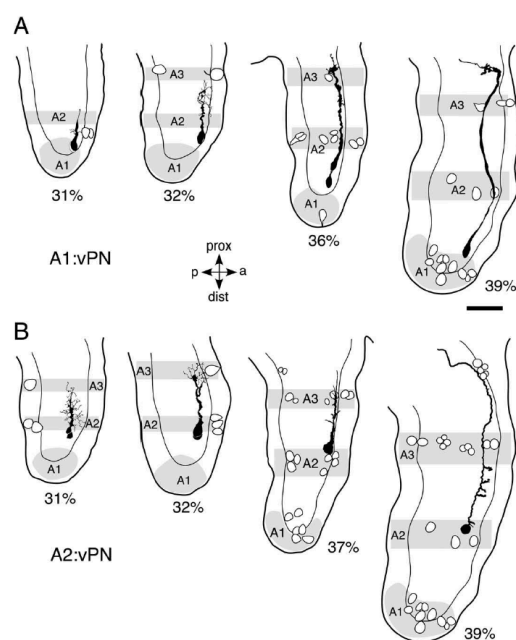 A
A2
A1
31%
A3
A2
A1
32%
A3
A2
A1
36%
A3
A2
A1
39%
A1:vPN
prox
p a
dist
B
A3
A2
A1
31%
A3
A2
A1
32%
A3
A2
A1
37%
A3
A2
A1
39%
A2:vPN